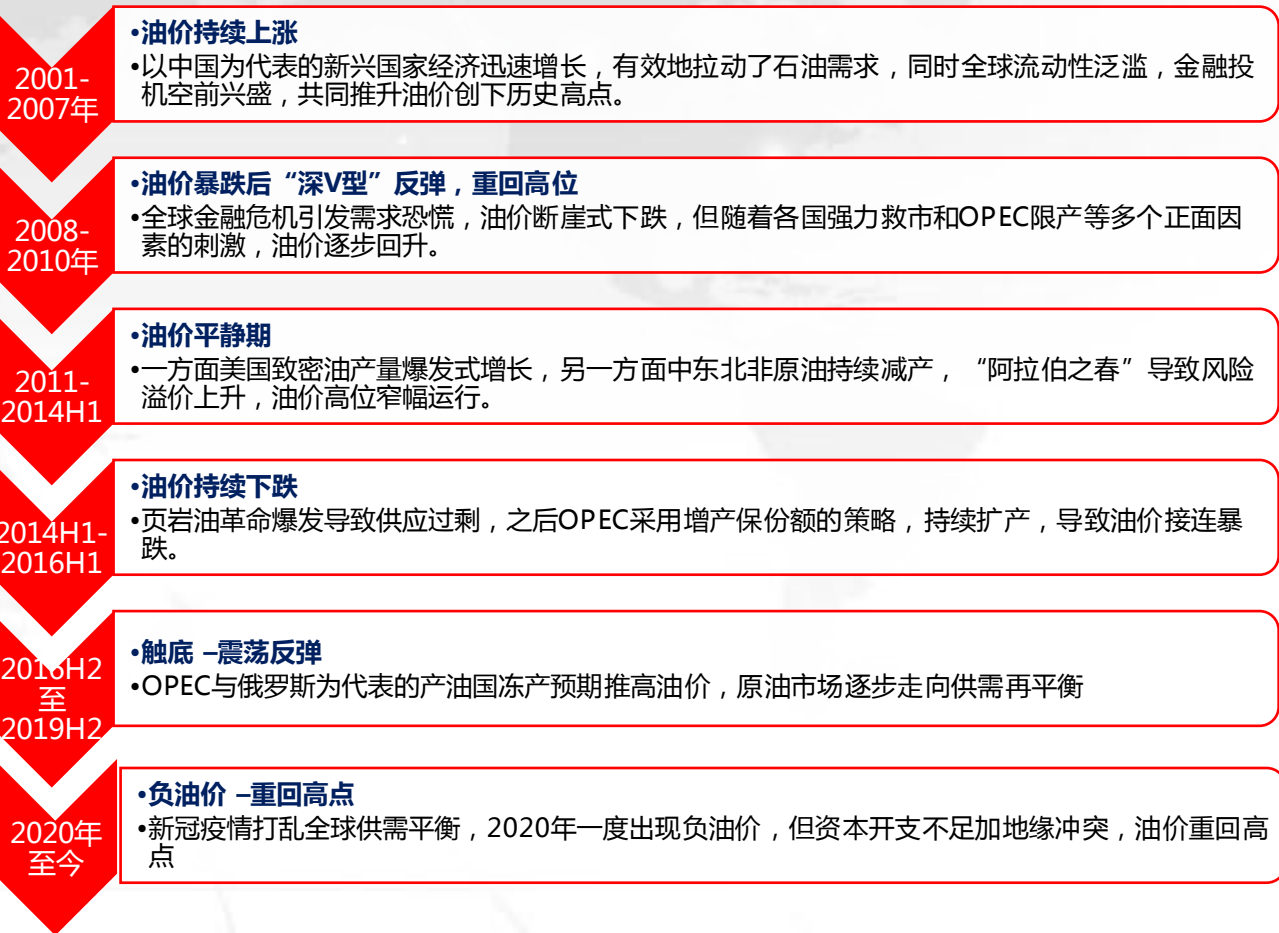 2001-
2007年
•油价持续上涨
•以中国为代表的新兴国家经济迅速增长，有效地拉动了石油需求，同时全球流动性泛滥，金融投
机空前兴盛，共同推升油价创下历史高点。
2008-
2010年
•油价暴跌后“深V型”反弹，重回高位
•全球金融危机引发需求恐慌，油价断崖式下跌，但随着各国强力救市和OPEC限产等多个正面因
素的刺激，油价逐步回升。
2011-
2014H1
•油价平静期
•一方面美国致密油产量爆发式增长，另一方面中东北非原油持续减产，“阿拉伯之春”导致风险
溢价上升，油价高位窄幅运行。
2014H1-
2016H1
•油价持续下跌
•页岩油革命爆发导致供应过剩，之后OPEC采用增产保份额的策略，持续扩产，导致油价接连暴
跌。
2016H2
至
2019H2
•触底 –震荡反弹
•OPEC与俄罗斯为代表的产油国冻产预期推高油价，原油市场逐步走向供需再平衡
2020年
至今
•负油价 –重回高点
•新冠疫情打乱全球供需平衡，2020年一度出现负油价，但资本开支不足加地缘冲突，油价重回高
点